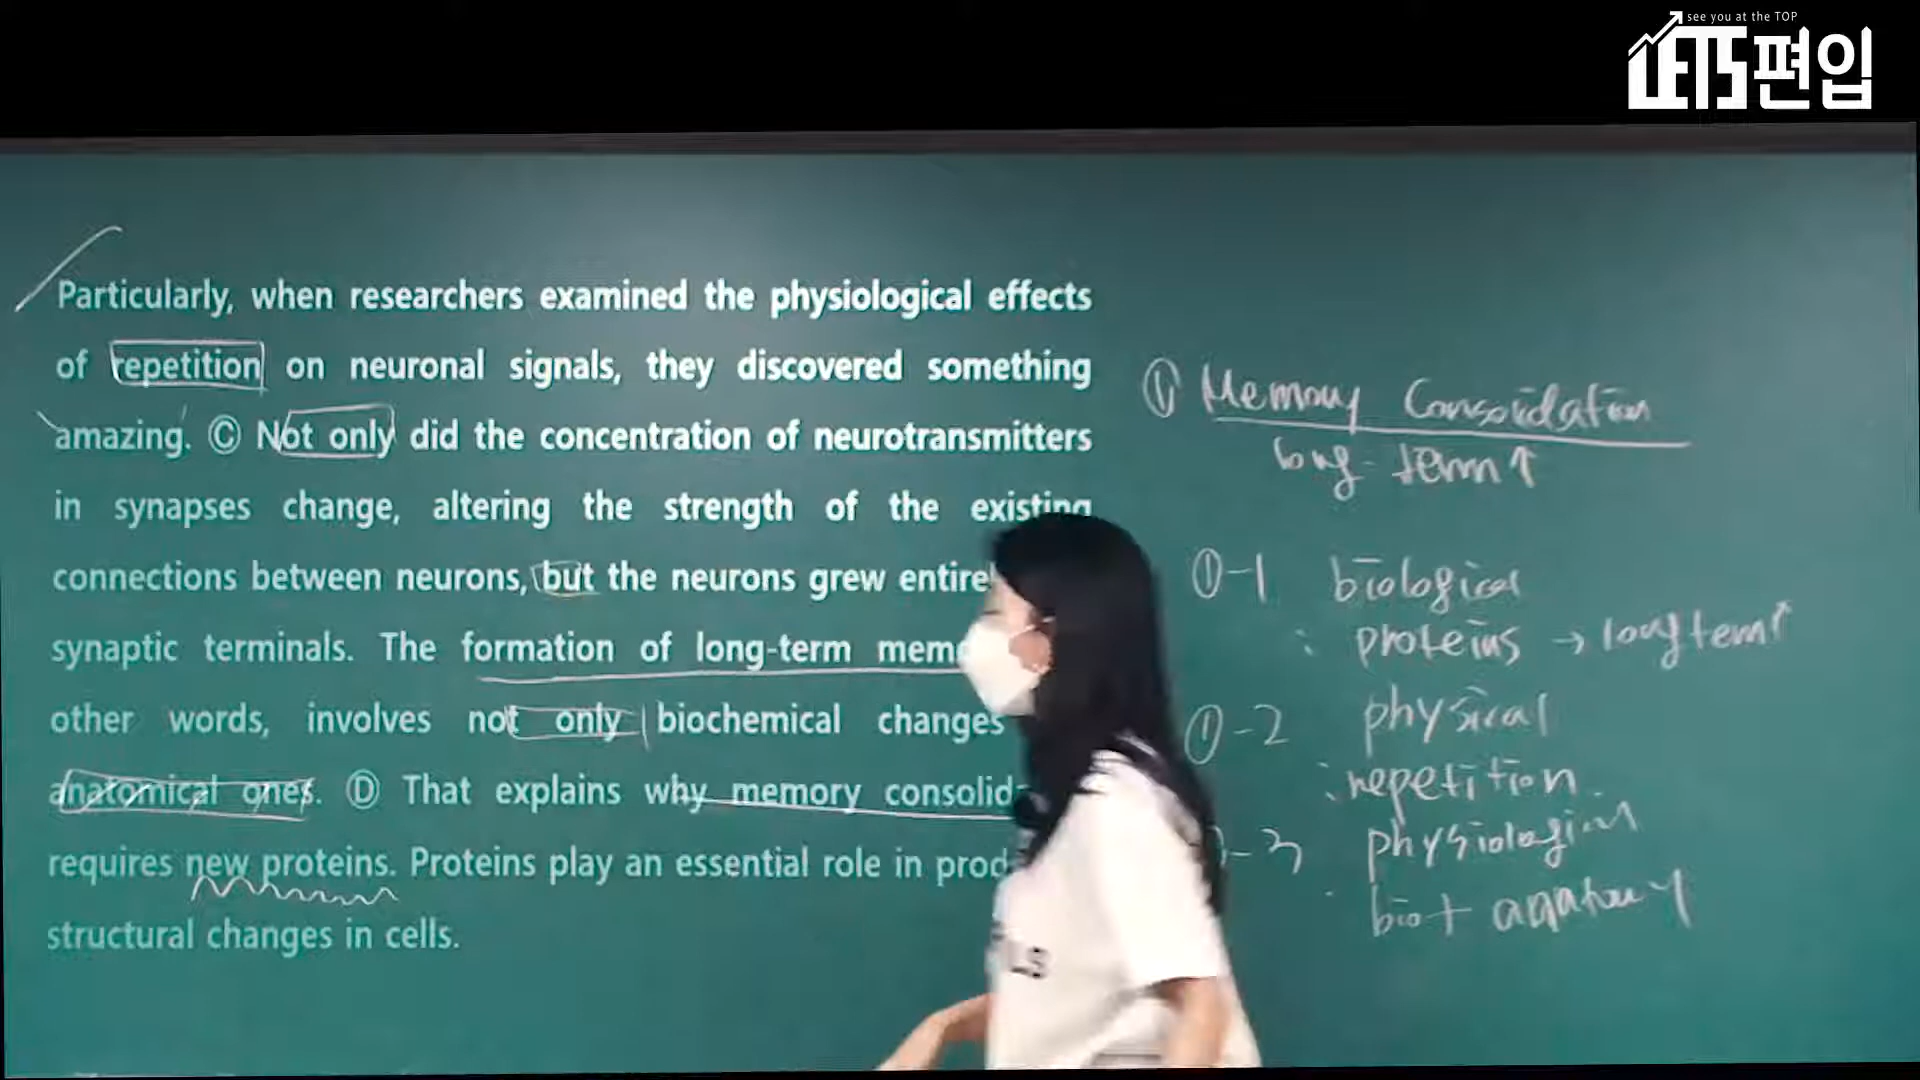 see you at the TOP
LETS편입
Particularly, when researchers examined the physiological effects
of repetition on neuronal signals, they discovered something
amazing. Ⓒ Not only did the concentration of neurotransmitters
in synapses change, altering the strength of the existing
connections between neurons, but the neurons grew
synaptic terminals. The formation of long-term
other words, involves not only biochemical changes
anatomical ones. Ⓓ That explains why memory
requires new proteins. Proteins play an essential role in
structural changes in cells.
① Memory Consolidation
long-term↑
①-1 biological
: proteins → longterm↑
①-2 physical
: repetition
-3 physiological
bio + anatomy